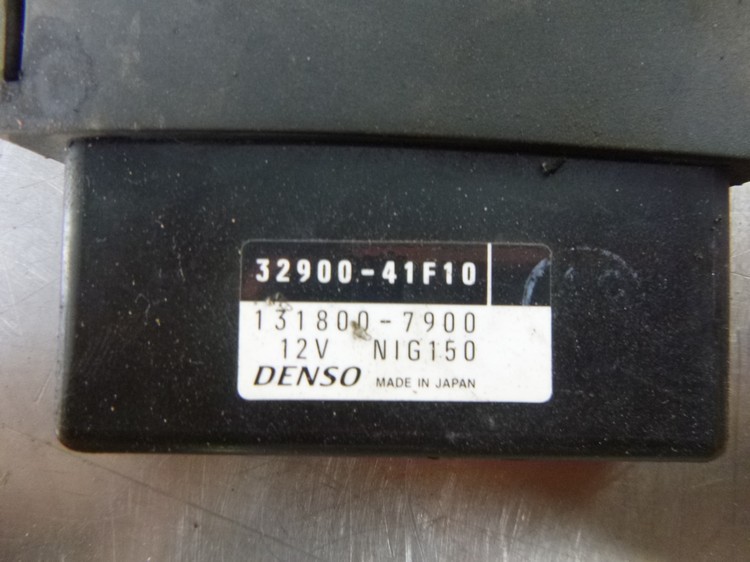 32900-41F10
131800-7900
12V NIG150
DENSO MADE IN JAPAN